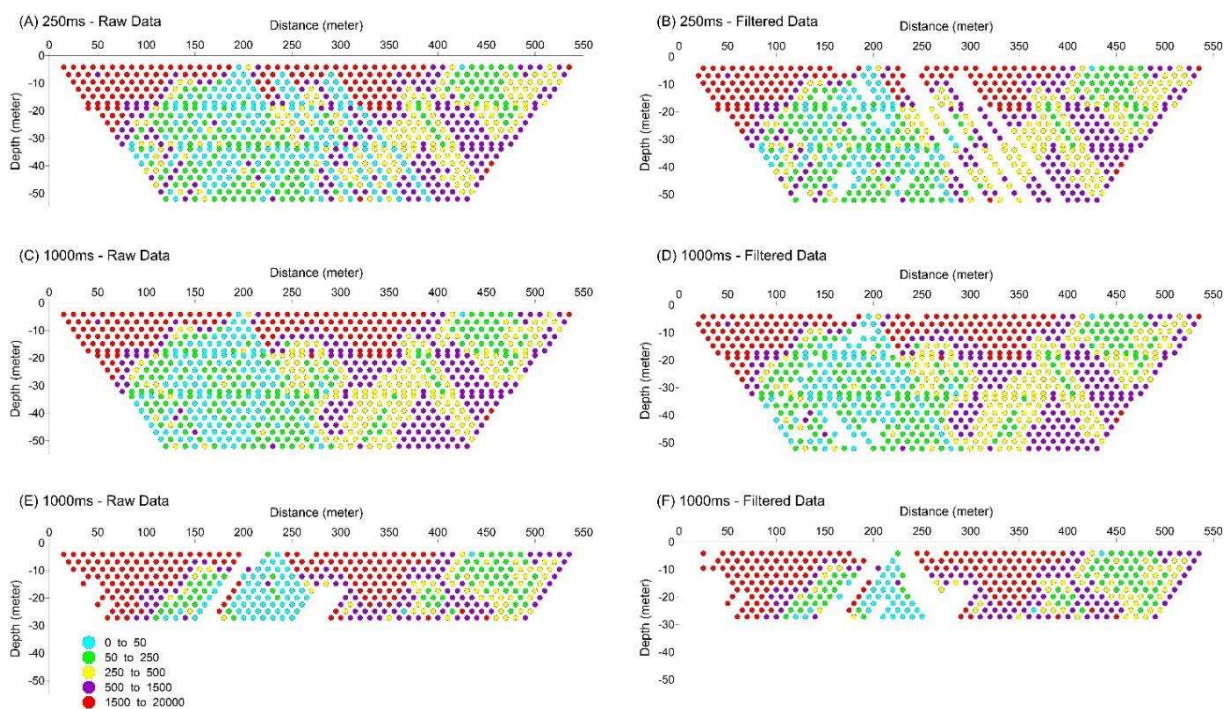 (A) 250ms - Raw Data
Distance (meter)
0 50 100 150 200 250 300 350 400 450 500 550
Depth (meter)
0
-10
-20
-30
-40
-50
(B) 250ms - Filtered Data
Distance (meter)
0 50 100 150 200 250 300 350 400 450 500 550
Depth (meter)
0
-10
-20
-30
-40
-50
(C) 1000ms - Raw Data
Distance (meter)
0 50 100 150 200 250 300 350 400 450 500 550
Depth (meter)
0
-10
-20
-30
-40
-50
(D) 1000ms - Filtered Data
Distance (meter)
0 50 100 150 200 250 300 350 400 450 500 550
Depth (meter)
0
-10
-20
-30
-40
-50
(E) 1000ms - Raw Data
Distance (meter)
0 50 100 150 200 250 300 350 400 450 500 550
Depth (meter)
0
-10
-20
-30
-40
-50
0 to 50
50 to 250
250 to 500
500 to 1500
1500 to 20000
(F) 1000ms - Filtered Data
Distance (meter)
0 50 100 150 200 250 300 350 400 450 500 550
Depth (meter)
0
-10
-20
-30
-40
-50